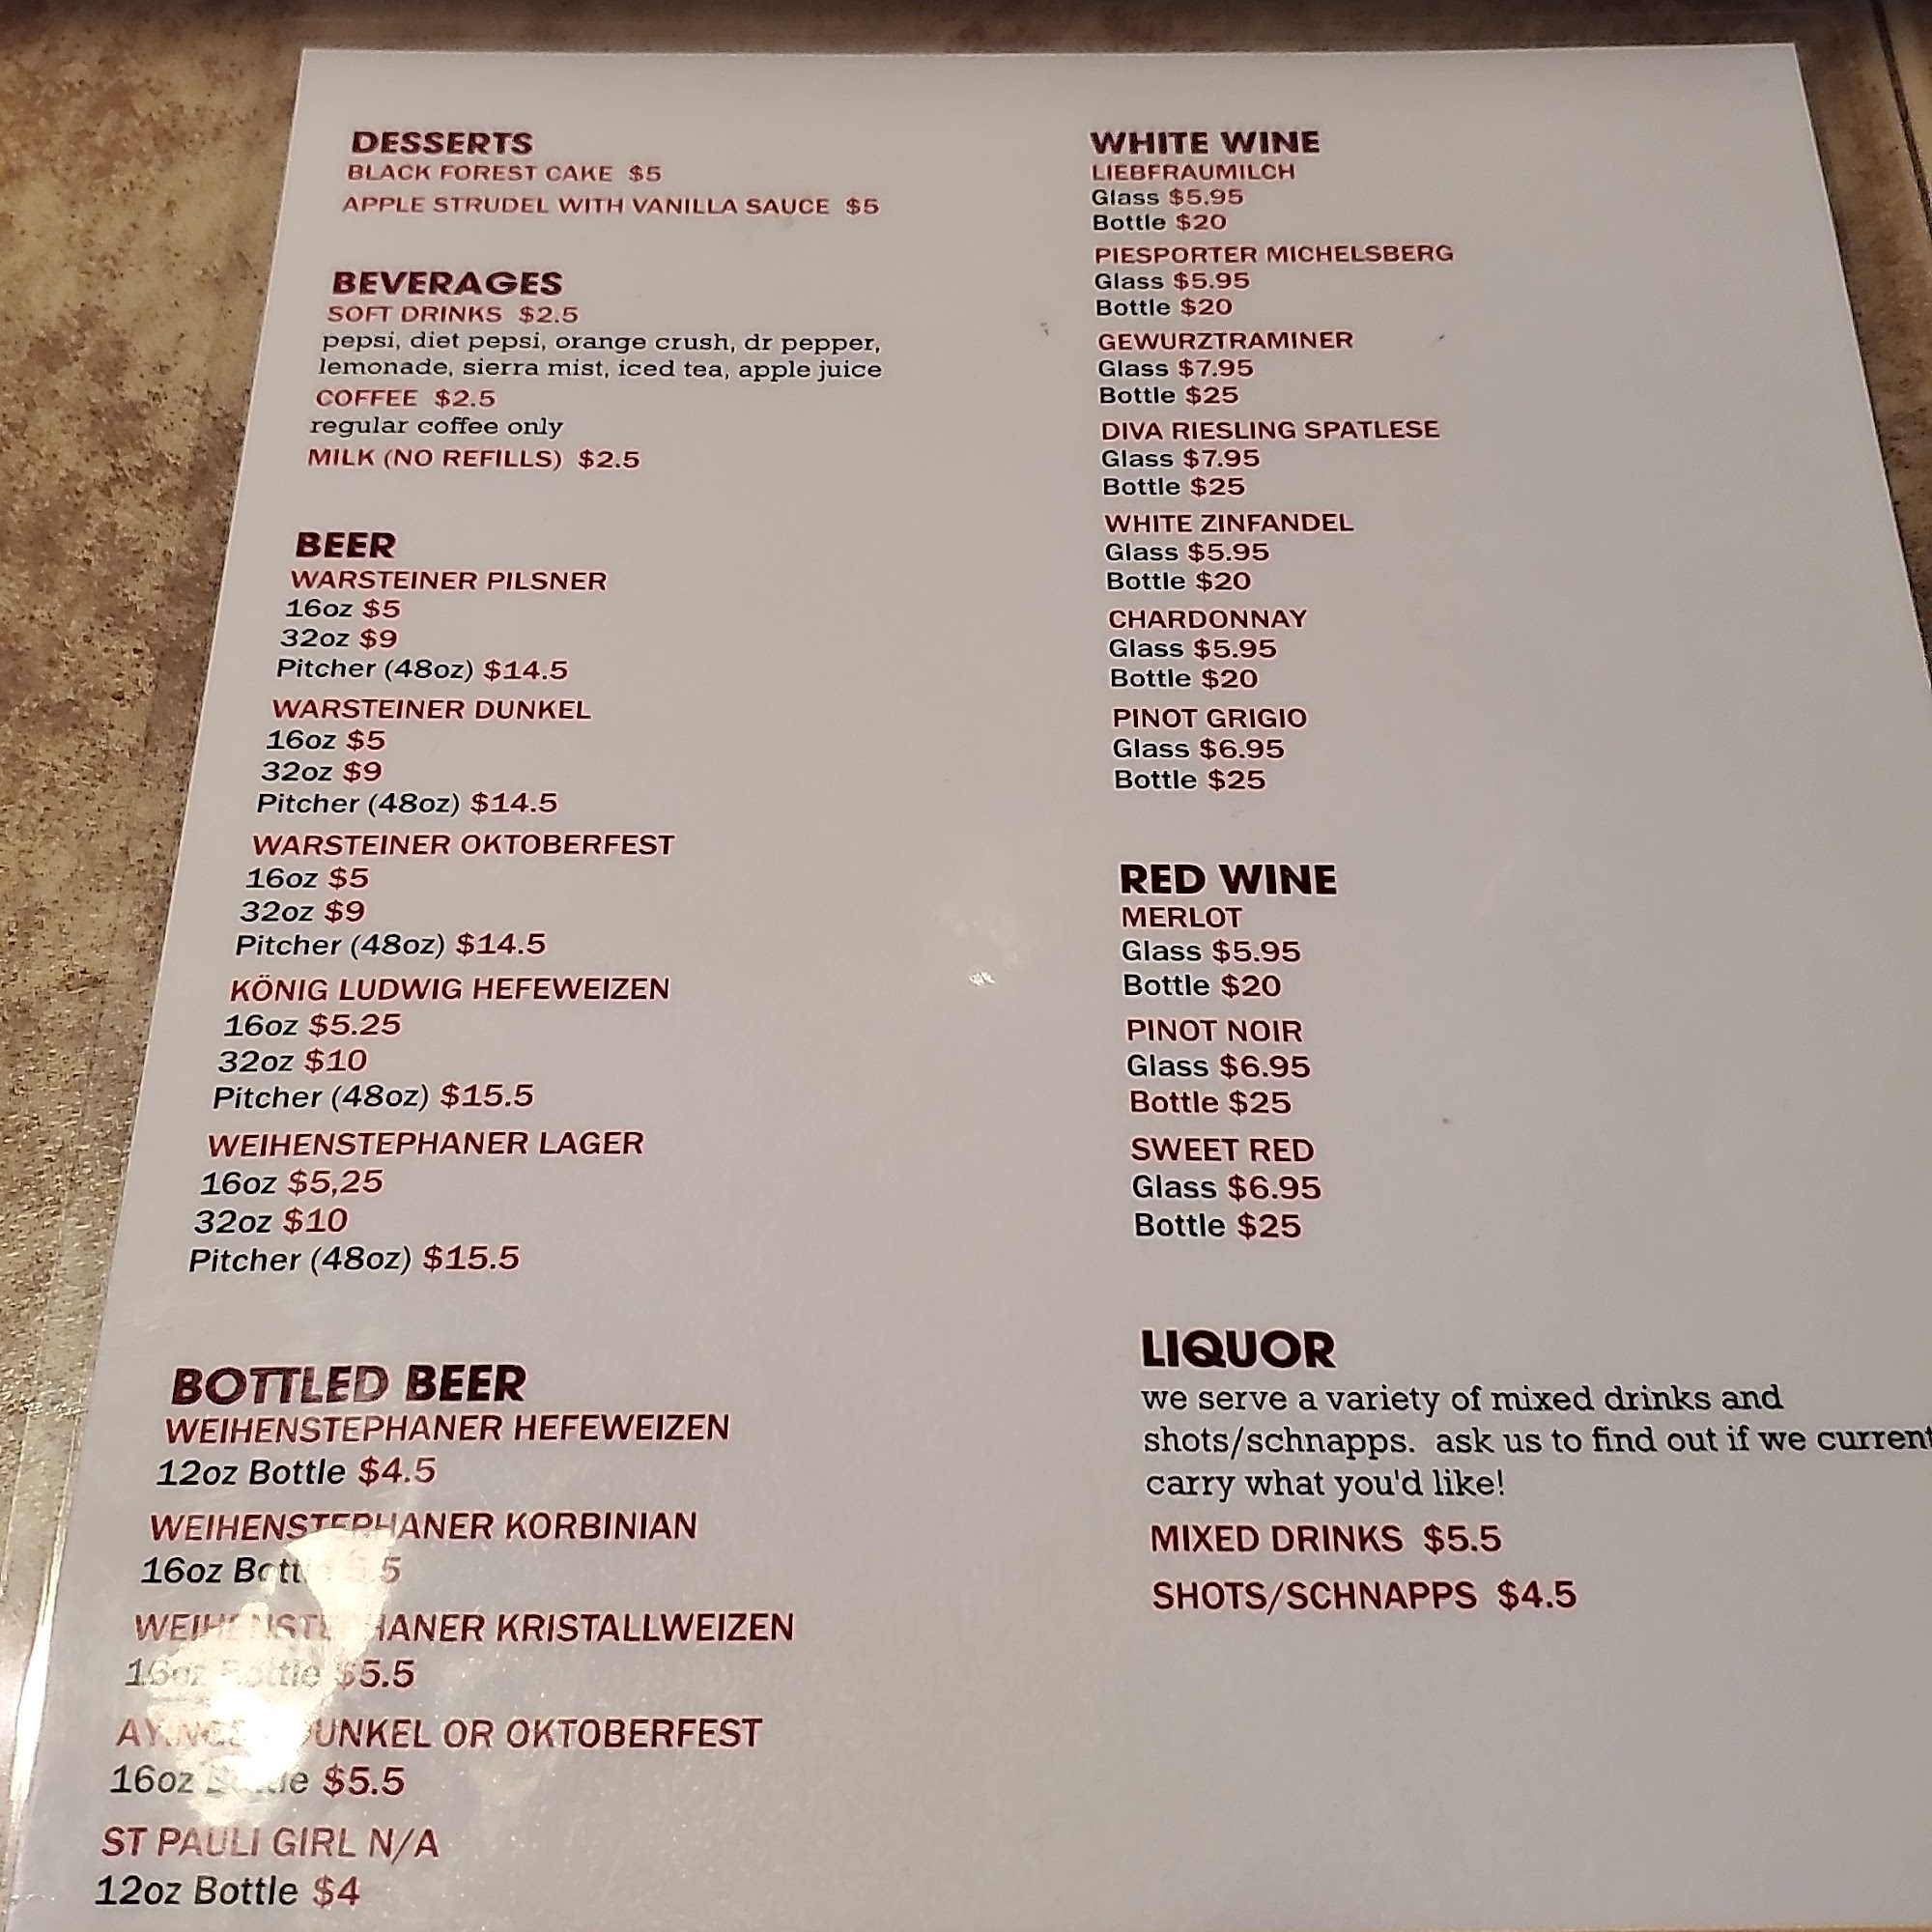 DESSERTS
BLACK FOREST CAKE $5
APPLE STRUDEL WITH VANILLA SAUCE $5
BEVERAGES
SOFT DRINKS $2.5
pepsi, diet pepsi, orange crush, dr pepper,
lemonade, sierra mist, iced tea, apple juice
COFFEE $2.5
regular coffee only
MILK (NO REFILLS) $2.5
BEER
WARSTEINER PILSNER
16oz $5
32oz $9
Pitcher (48oz) $14.5
WARSTEINER DUNKEL
16oz $5
32oz $9
Pitcher (48oz) $14.5
WARSTEINER OKTOBERFEST
16oz $5
32oz $9
Pitcher (48oz) $14.5
KÖNIG LUDWIG HEFEWEIZEN
16oz $5.25
32oz $10
Pitcher (48oz) $15.5
WEIHENSTEPHANER LAGER
16oz $5,25
32oz $10
Pitcher (48oz) $15.5
BOTTLED BEER
WEIHENSTEPHANER HEFEWEIZEN
12oz Bottle $4.5
WEIHENSTEPHANER KORBINIAN
16oz
WEIHENSTEPHANER KRISTALLWEIZEN
16oz Bottle $5.5
DUNKEL OR OKTOBERFEST
16oz Bottle $5.5
ST PAULI GIRL N/A
12oz Bottle $4
WHITE WINE
LIEBFRAUMILCH
Glass $5.95
Bottle $20
PIESPORTER MICHELSBERG
Glass $5.95
Bottle $20
GEWURZTRAMINER
Glass $7.95
Bottle $25
DIVA RIESLING SPATLESE
Glass $7.95
Bottle $25
WHITE ZINFANDEL
Glass $5.95
Bottle $20
CHARDONNAY
Glass $5.95
Bottle $20
PINOT GRIGIO
Glass $6.95
Bottle $25
RED WINE
MERLOT
Glass $5.95
Bottle $20
PINOT NOIR
Glass $6.95
Bottle $25
SWEET RED
Glass $6.95
Bottle $25
LIQUOR
we serve a variety of mixed drinks and
shots/schnapps. ask us to find out if we current
carry what you'd like!
MIXED DRINKS $5.5
SHOTS/SCHNAPPS $4.5